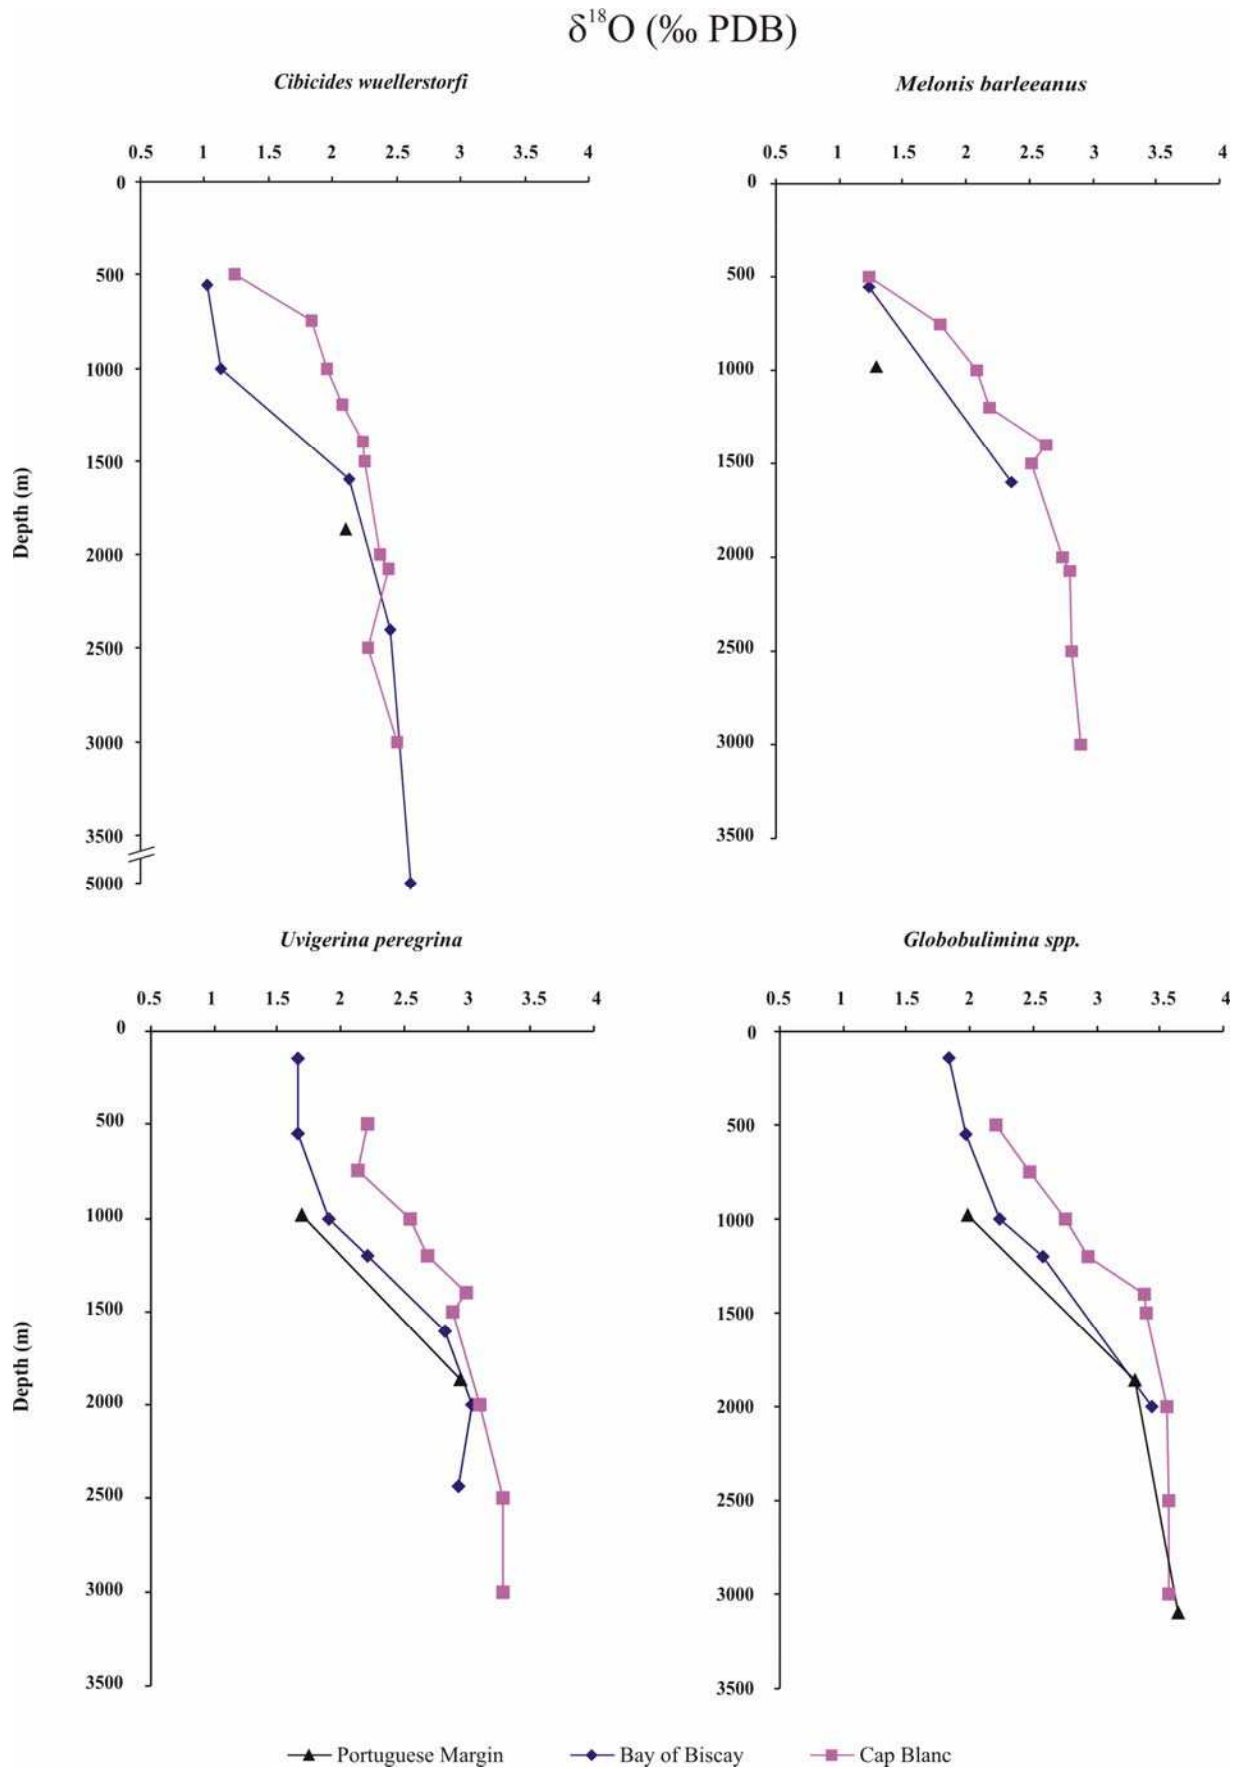 δ¹⁸O (‰ PDB)
Cibicides wuellerstorfi
0.5 1 1.5 2 2.5 3 3.5 4
0
500
1000
1500
2000
2500
3000
3500
5000
Depth (m)
Melonis barleeanus
0.5 1 1.5 2 2.5 3 3.5 4
0
500
1000
1500
2000
2500
3000
3500
Uvigerina peregrina
0.5 1 1.5 2 2.5 3 3.5 4
0
500
1000
1500
2000
2500
3000
3500
Depth (m)
Globobulimina spp.
0.5 1 1.5 2 2.5 3 3.5 4
0
500
1000
1500
2000
2500
3000
3500
Portuguese Margin Bay of Biscay Cap Blanc